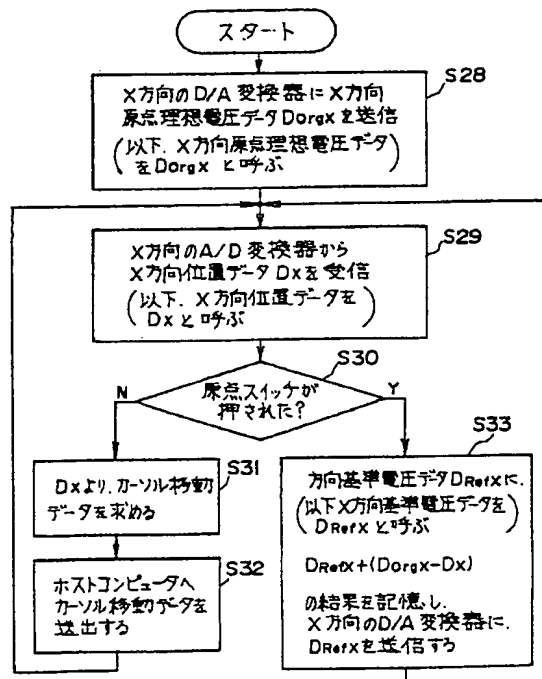 スタート
S28
X方向のD/A変換器にX方向
原点理想電圧データDorgxを送信
(以下、X方向原点理想電圧データ
をDorgxと呼ぶ)
S29
X方向のA/D変換器から
X方向位置データDxを受信
(以下、X方向位置データを
Dxと呼ぶ)
S30
原点スイッチが
押された?
N
Y
S31
Dxより、カーソル移動
データを求める
S32
ホストコンピュータへ
カーソル移動データを
送出する
S33
方向基準電圧データDRefxに、
(以下X方向基準電圧データを
DRefxと呼ぶ)
DRefx+(Dorgx-Dx)
の結果を記憶し、
X方向のD/A変換器に、
DRefxを送信する